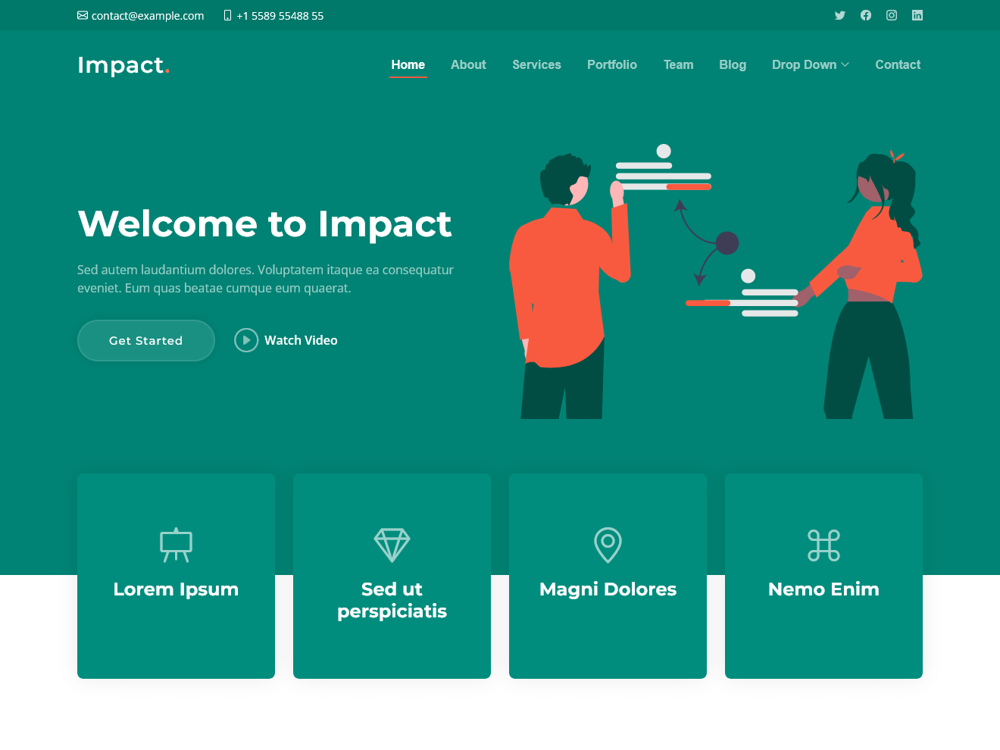 contact@example.com +1 5589 55488 55
Impact.
Home About Services Portfolio Team Blog Drop Down Contact
Welcome to Impact
Sed autem laudantium dolores. Voluptatem itaque ea consequatur
eveniet. Eum quas beatae cumque eum quaerat.
Get Started
Watch Video
Lorem Ipsum
Sed ut
perspiciatis
Magni Dolores
Nemo Enim